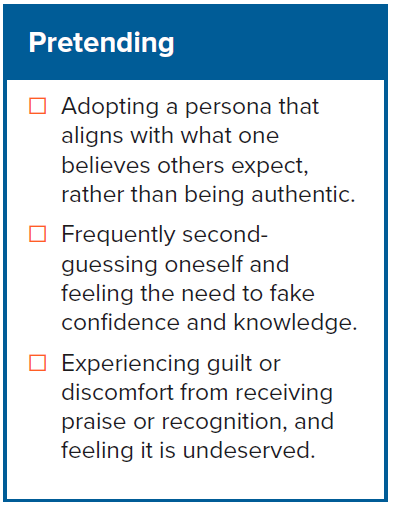 Pretending
☐ Adopting a persona that
aligns with what one
believes others expect,
rather than being authentic.
☐ Frequently second-
guessing oneself and
feeling the need to fake
confidence and knowledge.
☐ Experiencing guilt or
discomfort from receiving
praise or recognition, and
feeling it is undeserved.